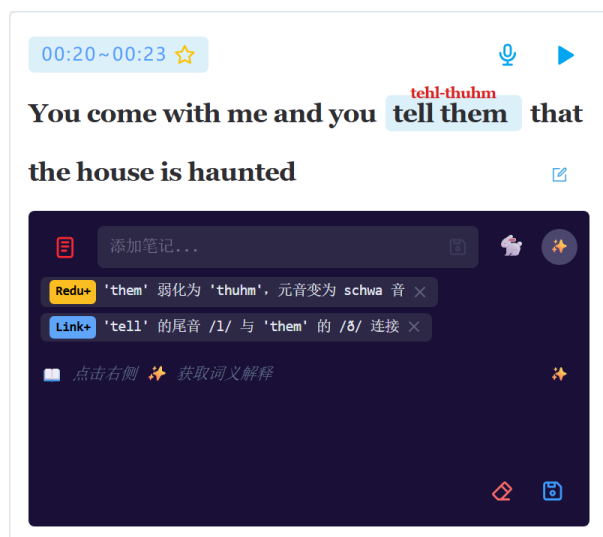 00:20~00:23
tehl-thuhm
You come with me and you tell them that
the house is haunted
添加笔记...
Redu+ 'them' 弱化为 'thuhm'，元音变为 schwa 音
Link+ 'tell' 的尾音 /l/ 与 'them' 的 /ð/ 连接
点击右侧 ✨ 获取词义解释